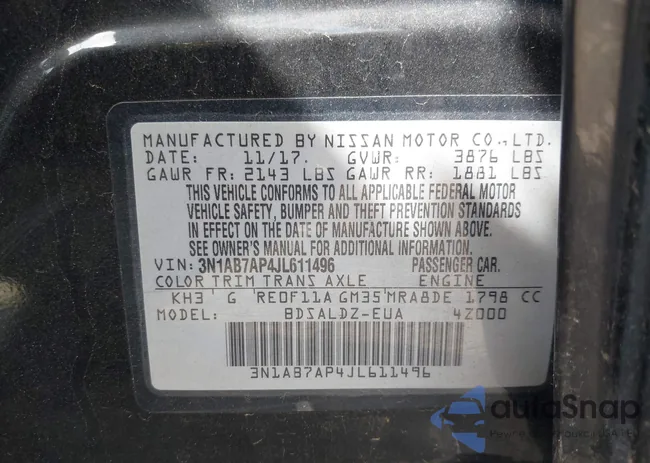 MANUFACTURED BY NISSAN MOTOR CO.,LTD.
DATE: 11/17. GVWR: 3876 LBS
GAWR FR: 2143 LBS GAWR RR: 1881 LBS
THIS VEHICLE CONFORMS TO ALL APPLICABLE FEDERAL MOTOR
VEHICLE SAFETY, BUMPER AND THEFT PREVENTION STANDARDS
IN EFFECT ON THE DATE OF MANUFACTURE SHOWN ABOVE.
SEE OWNER'S MANUAL FOR ADDITIONAL INFORMATION.
VIN: 3N1AB7AP4JL611496 PASSENGER CAR.
COLOR TRIM TRANS AXLE ENGINE
KH3 G RE0F11A GM35 MRA8DE 1798 CC
MODEL: BDSALDZ-EUA 4Z000
3N1AB7AP4JL611496
autoSnap